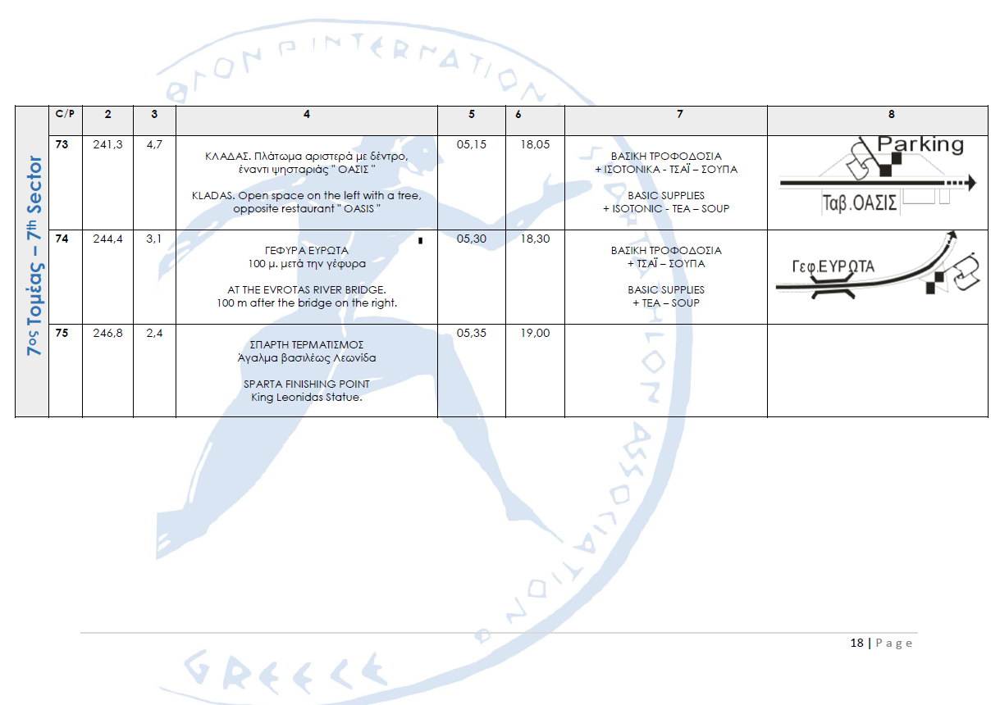 ΘΛΟΝ INTERNATIONAL SPARTATHLON ASSOCIATION
GREECE
7ος Τομέας – 7th Sector
C/P 2 3 4 5 6 7 8
73 241,3 4,7
ΚΛΑΔΑΣ. Πλάτωμα αριστερά με δέντρο,
έναντι ψησταριάς " ΟΑΣΙΣ "
KLADAS. Open space on the left with a tree,
opposite restaurant " OASIS "
05,15 18,05
ΒΑΣΙΚΗ ΤΡΟΦΟΔΟΣΙΑ
+ ΙΣΟΤΟΝΙΚΑ - ΤΣΑΪ – ΣΟΥΠΑ
BASIC SUPPLIES
+ ISOTONIC - TEA – SOUP
Parking
Ταβ.ΟΑΣΙΣ
74 244,4 3,1
ΓΕΦΥΡΑ ΕΥΡΩΤΑ
100 μ. μετά την γέφυρα
AT THE EVROTAS RIVER BRIDGE.
100 m after the bridge on the right.
05,30 18,30
ΒΑΣΙΚΗ ΤΡΟΦΟΔΟΣΙΑ
+ ΤΣΑΪ – ΣΟΥΠΑ
BASIC SUPPLIES
+ TEA – SOUP
Γεφ.ΕΥΡΩΤΑ
75 246,8 2,4
ΣΠΑΡΤΗ ΤΕΡΜΑΤΙΣΜΟΣ
Άγαλμα βασιλέως Λεωνίδα
SPARTA FINISHING POINT
King Leonidas Statue.
05,35 19,00
18 | Page